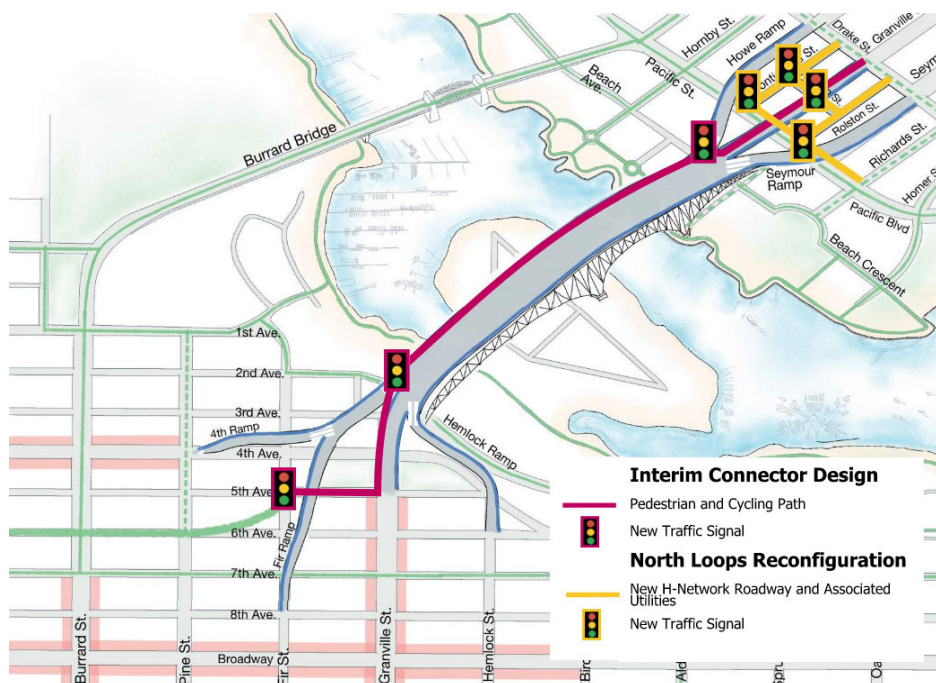 Drake St.
Granville St.
Hornby St.
Howe Ramp
Pacific St.
Beach
Ave.
Rolston St.
Richards St.
Seymour
Ramp
Homer
Pacific Blvd
Beach Crescent
Burrard Bridge
1st Ave.
2nd Ave.
3rd Ave.
4th Ramp
4th Ave.
5th Ave
6th Ave.
7th Ave.
8th Ave.
Broadway
Hemlock Ramp
Fir Ramp
Burrard St.
Pine St.
Fir St.
Granville St.
Hemlock St.
Interim Connector Design
Pedestrian and Cycling Path
New Traffic Signal
North Loops Reconfiguration
New H-Network Roadway and Associated
Utilities
New Traffic Signal